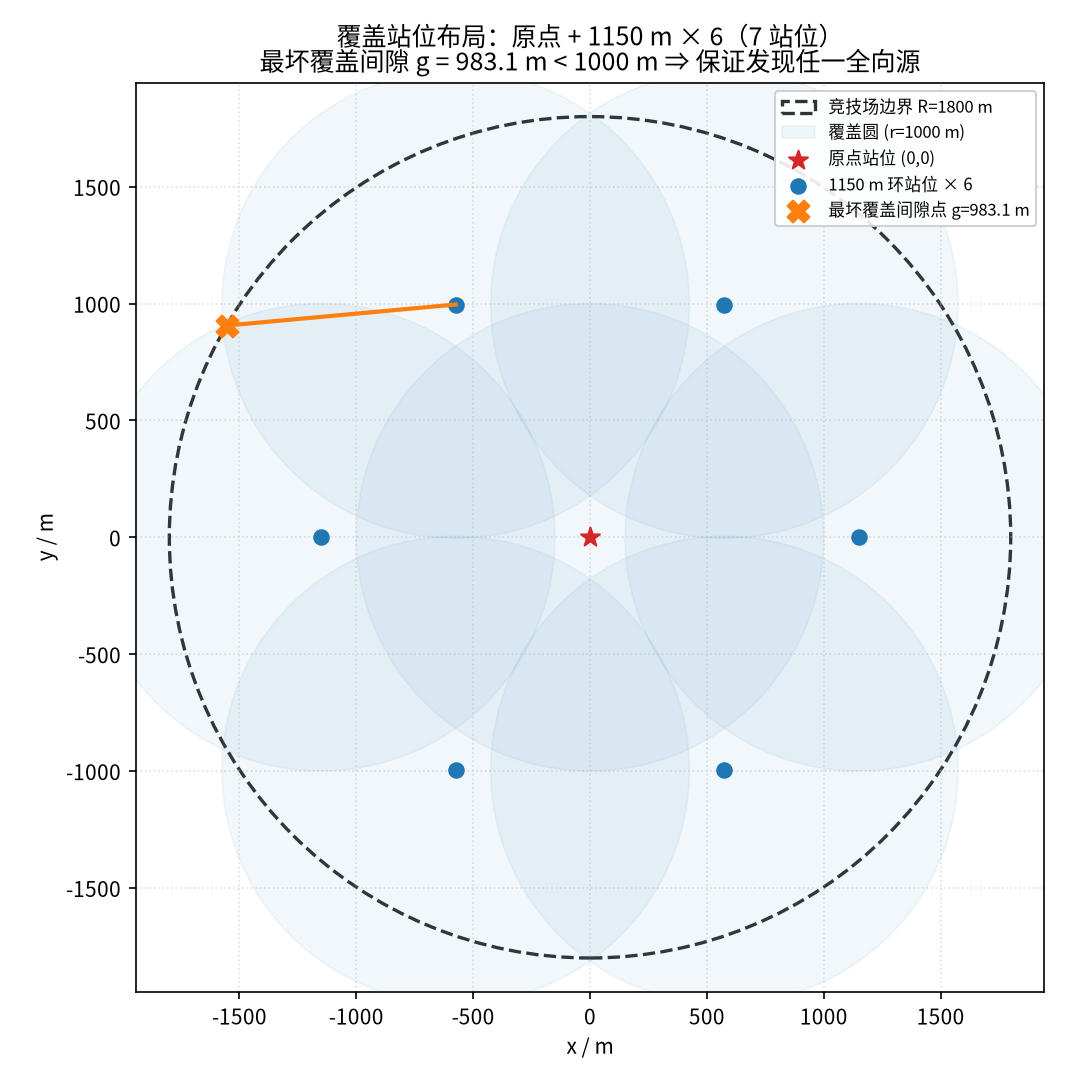 覆盖站位布局：原点 + 1150 m × 6（7 站位）
最坏覆盖间隙 g = 983.1 m < 1000 m ⇒ 保证发现任一全向源
竞技场边界 R=1800 m
覆盖圆 (r=1000 m)
原点站位 (0,0)
1150 m 环站位 × 6
最坏覆盖间隙点 g=983.1 m
1500
1000
500
0
-500
-1000
-1500
y / m
-1500
-1000
-500
0
500
1000
1500
x / m